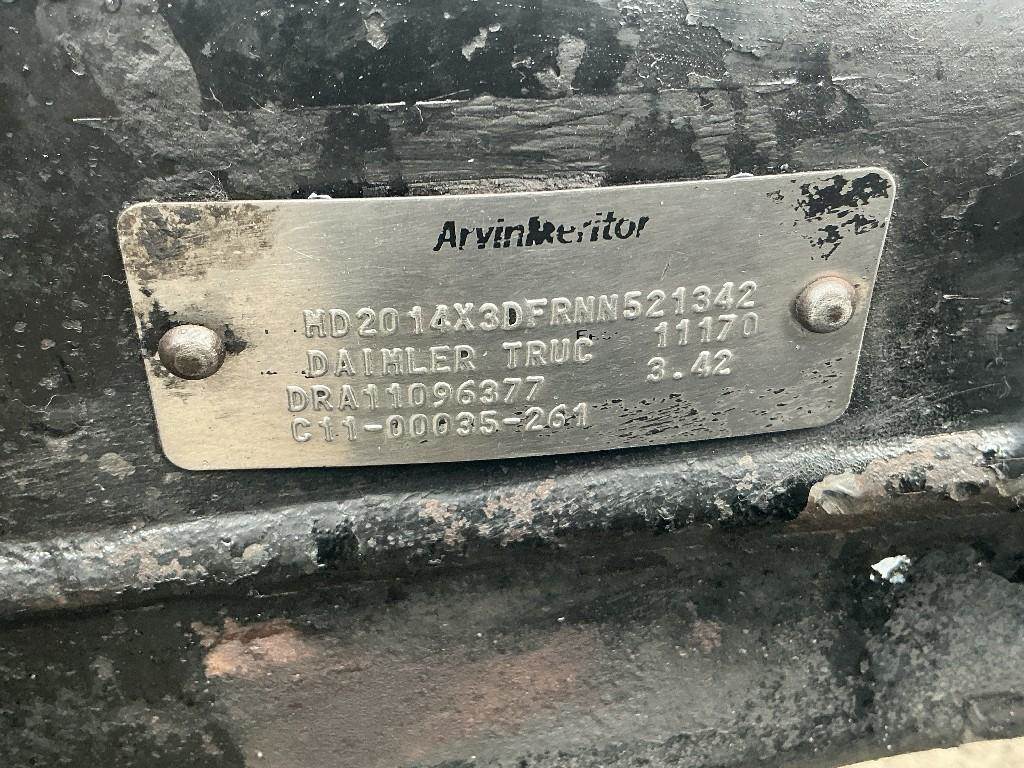 ArvinMeritor
MD2014X3DFRNN521342
DAIMLER TRUC 11170
DRA11096377 3.42
C11-00035-261